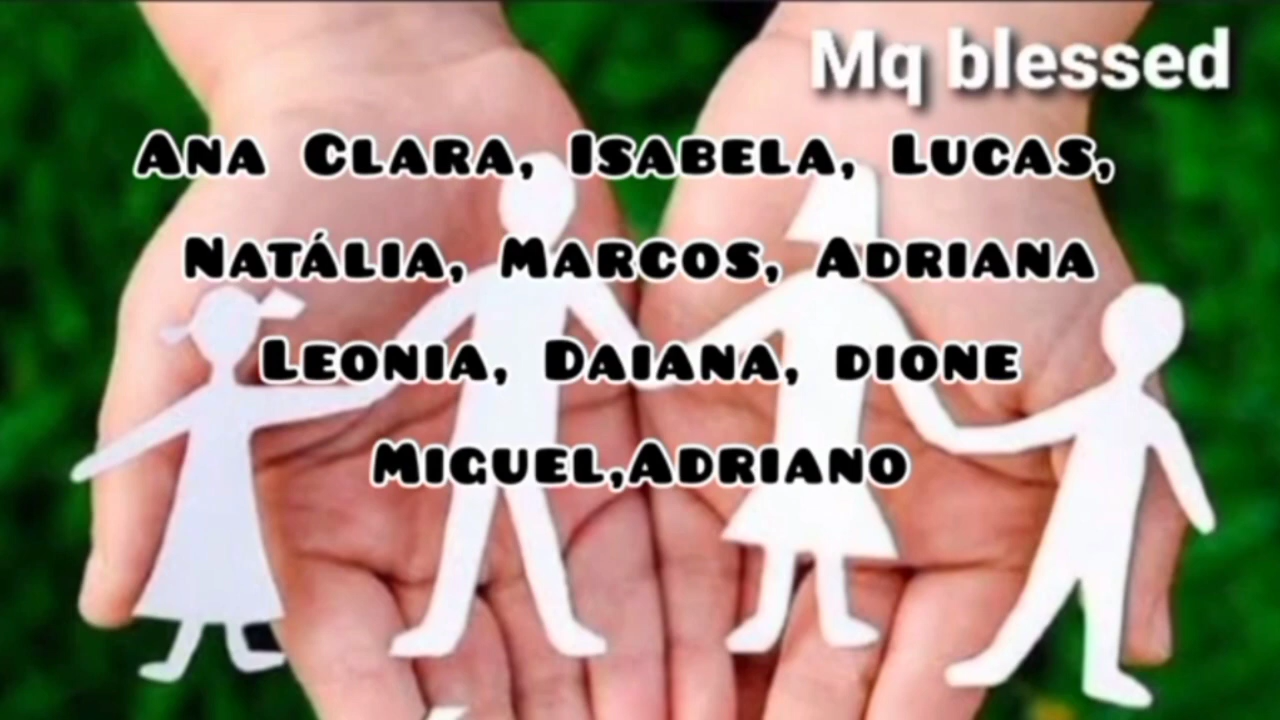 Mq blessed
Ana Clara, Isabela, Lucas,
Natália, Marcos, Adriana
Leonia, Daiana, dione
Miguel,Adriano